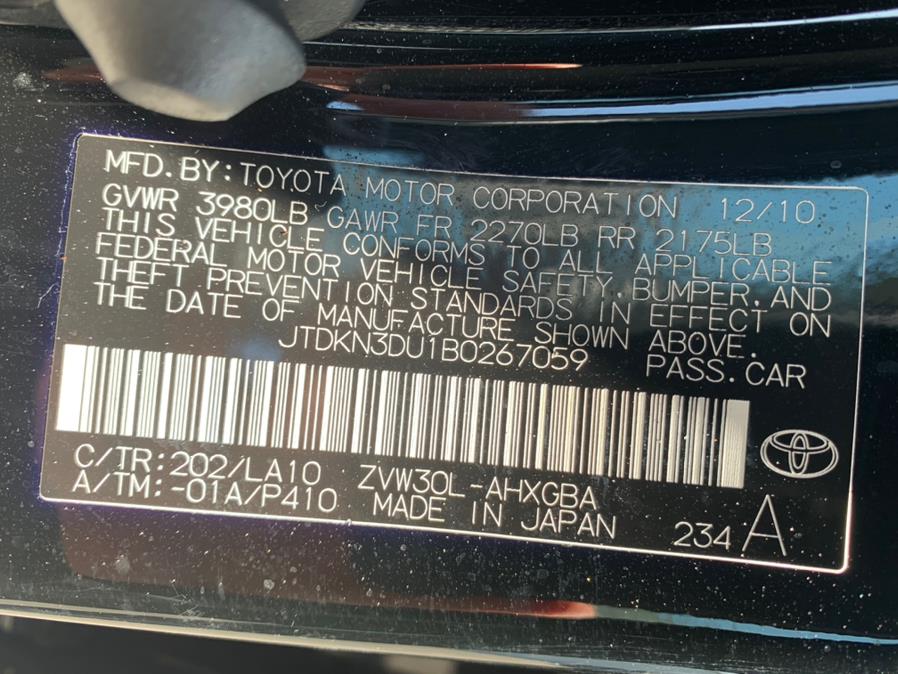 MFD. BY: TOYOTA MOTOR CORPORATION 12/10
GVWR 3980LB GAWR FR 2270LB RR 2175LB
THIS VEHICLE CONFORMS TO ALL APPLICABLE
FEDERAL MOTOR VEHICLE SAFETY, BUMPER, AND
THEFT PREVENTION STANDARDS IN EFFECT ON
THE DATE OF MANUFACTURE SHOWN ABOVE.
JTDKN3DU1B0267059 PASS. CAR
C/TR: 202/LA10 ZVW30L-AHXGBA
A/TM: -01A/P410 MADE IN JAPAN 234 A